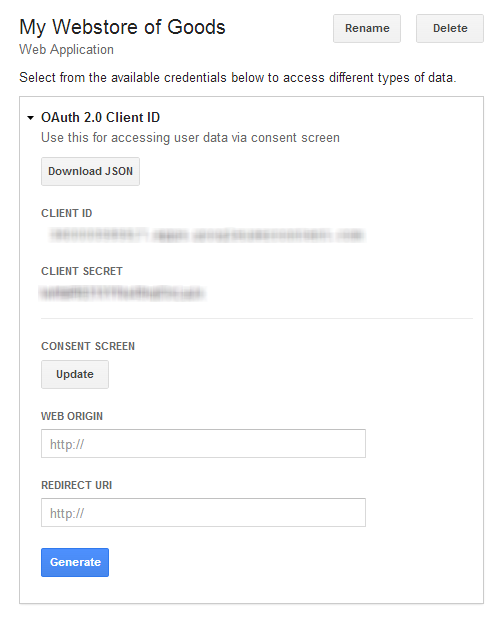 My Webstore of Goods
Rename
Delete
Web Application
Select from the available credentials below to access different types of data.
OAuth 2.0 Client ID
Use this for accessing user data via consent screen
Download JSON
CLIENT ID
CLIENT SECRET
CONSENT SCREEN
Update
WEB ORIGIN
http://
REDIRECT URI
http://
Generate